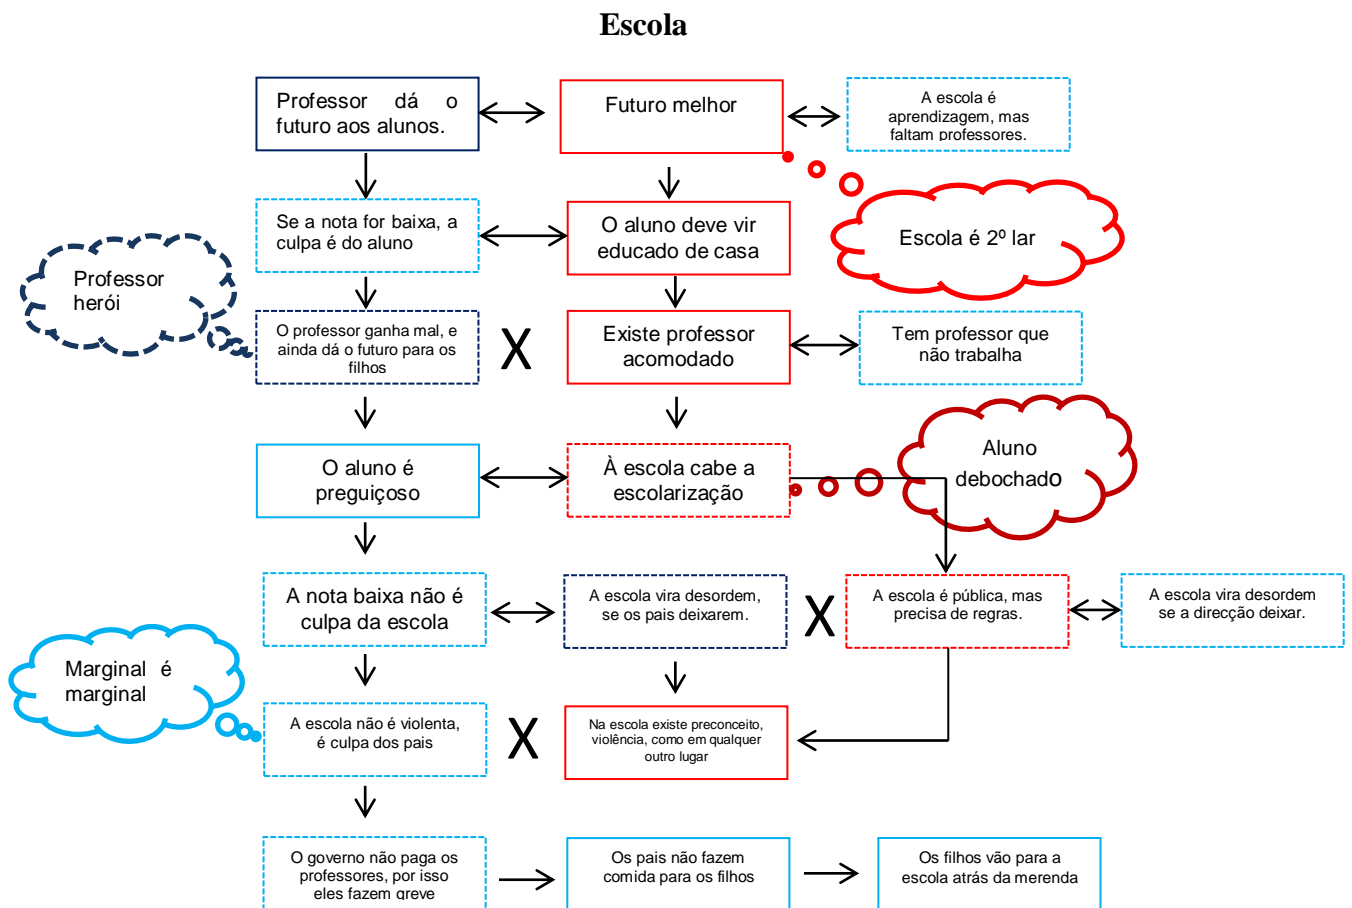 Escola
Professor dá o
futuro aos alunos.
Futuro melhor
A escola é
aprendizagem, mas
faltam professores.
Se a nota for baixa, a
culpa é do aluno
O aluno deve vir
educado de casa
Escola é 2º lar
Professor
herói
O professor ganha mal, e
ainda dá o futuro para os
filhos
X
Existe professor
acomodado
Tem professor que
não trabalha
O aluno é
preguiçoso
À escola cabe a
escolarização
Aluno
debochado
A nota baixa não é
culpa da escola
A escola vira desordem,
se os pais deixarem.
X
A escola é pública, mas
precisa de regras.
A escola vira desordem
se a direcção deixar.
Marginal é
marginal
A escola não é violenta,
é culpa dos pais
X
Na escola existe preconceito,
violência, como em qualquer
outro lugar
O governo não paga os
professores, por isso
eles fazem greve
Os pais não fazem
comida para os filhos
Os filhos vão para a
escola atrás da merenda